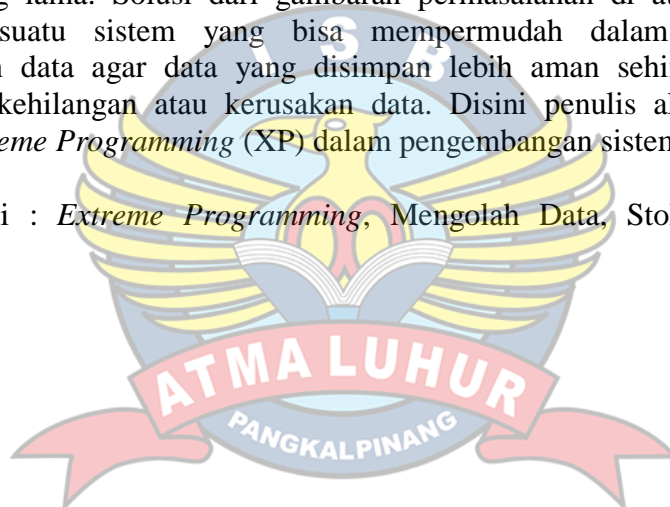 g lama. Solusi dari gambaran permasalahan di at
suatu sistem yang bisa mempermudah dalam
data agar data yang disimpan lebih aman sehi
kehilangan atau kerusakan data. Disini penulis a
eme Programming (XP) dalam pengembangan sistem
i : Extreme Programming, Mengolah Data, Sto
I S B
ATMA LUHUR
PANGKALPINANG